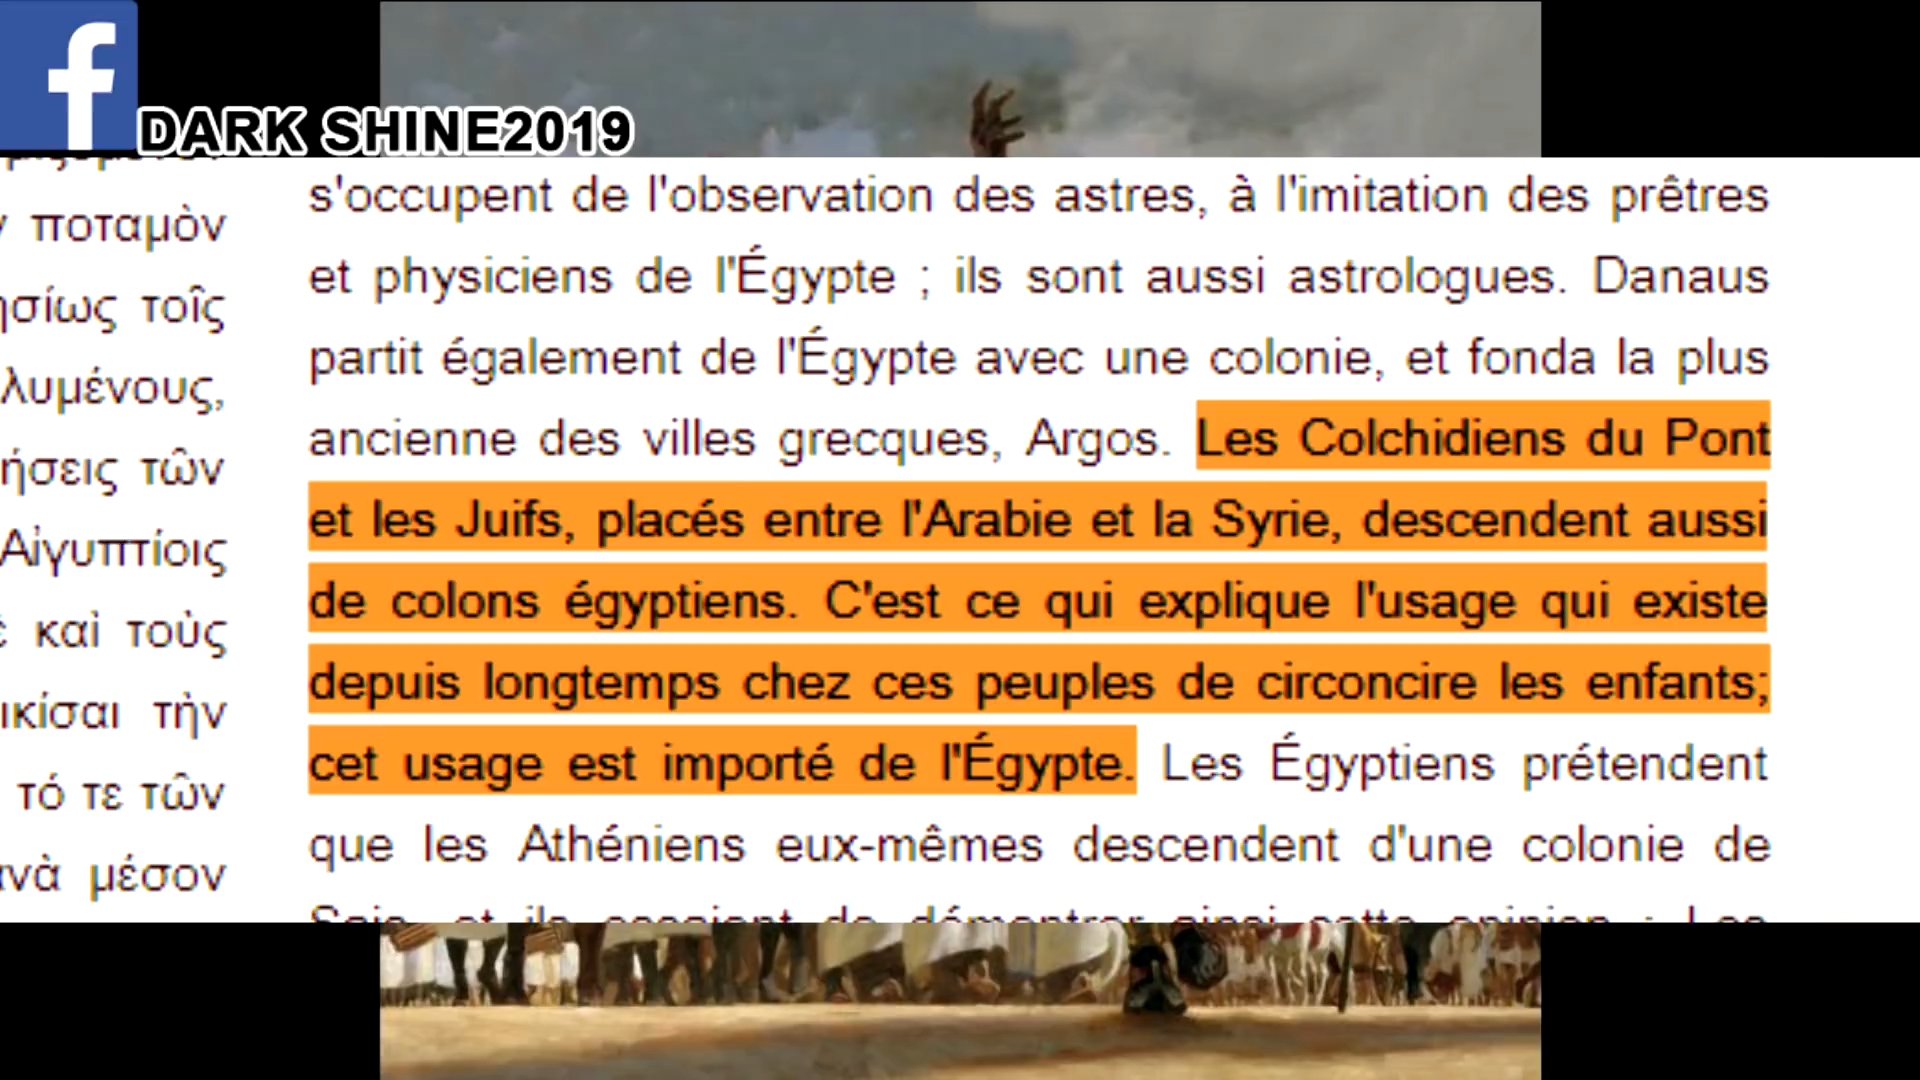 f
DARK SHINE2019
ποταμὸν
τοῖς
λυμένους,
ήσεις τῶν
Αἰγυπτίοις
καὶ τοὺς
ικίσαι τὴν
τό τε τῶν
μέσον
s'occupent de l'observation des astres, à l'imitation des prêtres
et physiciens de l'Égypte ; ils sont aussi astrologues. Danaus
partit également de l'Égypte avec une colonie, et fonda la plus
ancienne des villes grecques, Argos. Les Colchidiens du Pont
et les Juifs, placés entre l'Arabie et la Syrie, descendent aussi
de colons égyptiens. C'est ce qui explique l'usage qui existe
depuis longtemps chez ces peuples de circoncire les enfants;
cet usage est importé de l'Égypte. Les Égyptiens prétendent
que les Athéniens eux-mêmes descendent d'une colonie de